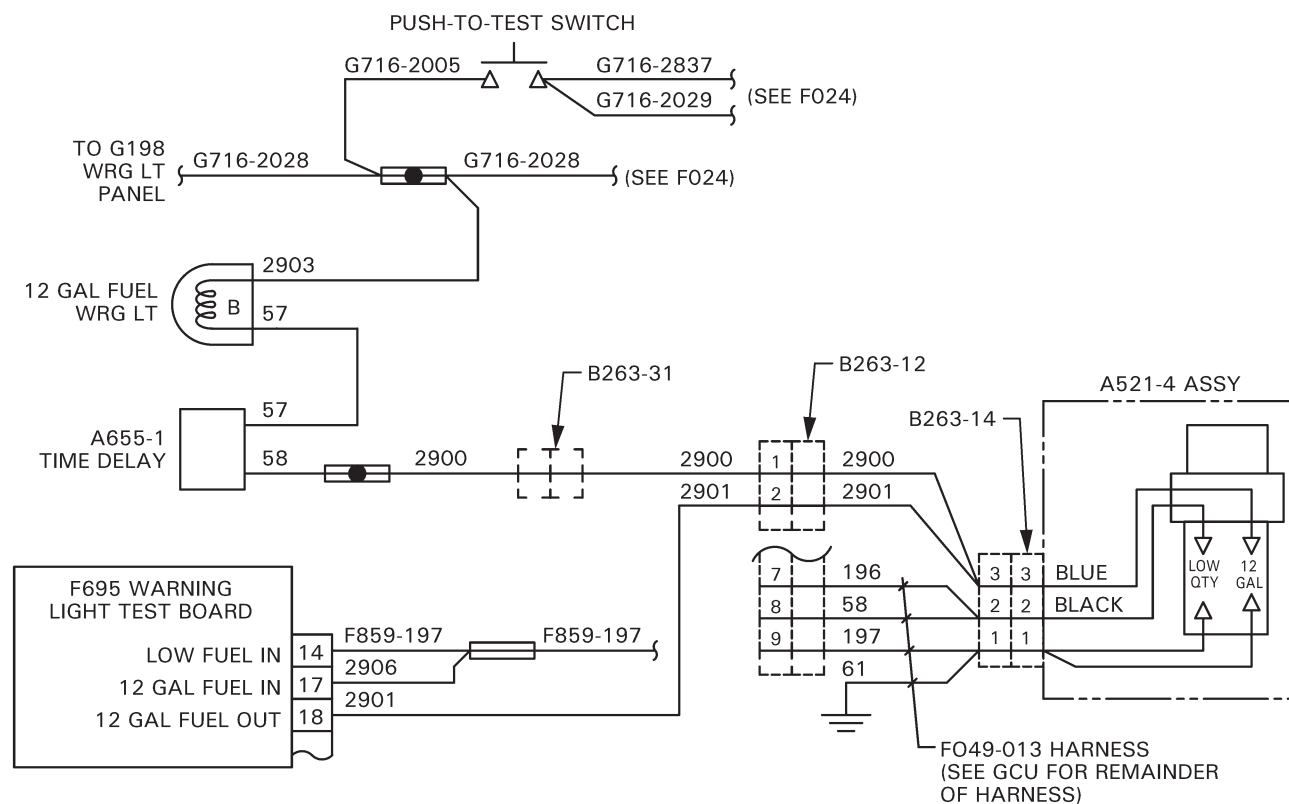 PUSH-TO-TEST SWITCH
G716-2005
G716-2837
G716-2029
(SEE F024)
TO G198
WRG LT
PANEL
G716-2028
G716-2028
(SEE F024)
2903
12 GAL FUEL
WRG LT
B
57
57
A655-1
TIME DELAY
58
2900
B263-31
B263-12
B263-14
A521-4 ASSY
2900
1
2900
2901
2
2901
7
196
8
58
9
197
61
3
3
BLUE
2
2
BLACK
1
1
LOW
QTY
12
GAL
F695 WARNING
LIGHT TEST BOARD
LOW FUEL IN
14
F859-197
F859-197
12 GAL FUEL IN
17
2906
12 GAL FUEL OUT
18
2901
FO49-013 HARNESS
(SEE GCU FOR REMAINDER
OF HARNESS)